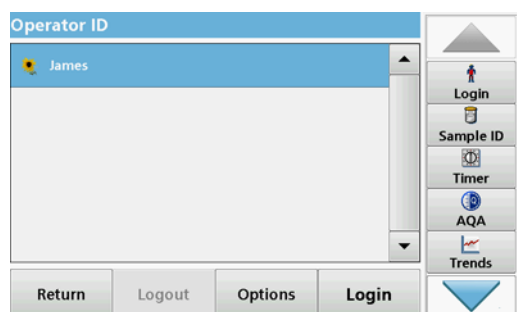 Operator ID
James
Login
Sample ID
Timer
AQA
Trends
Return
Logout
Options
Login